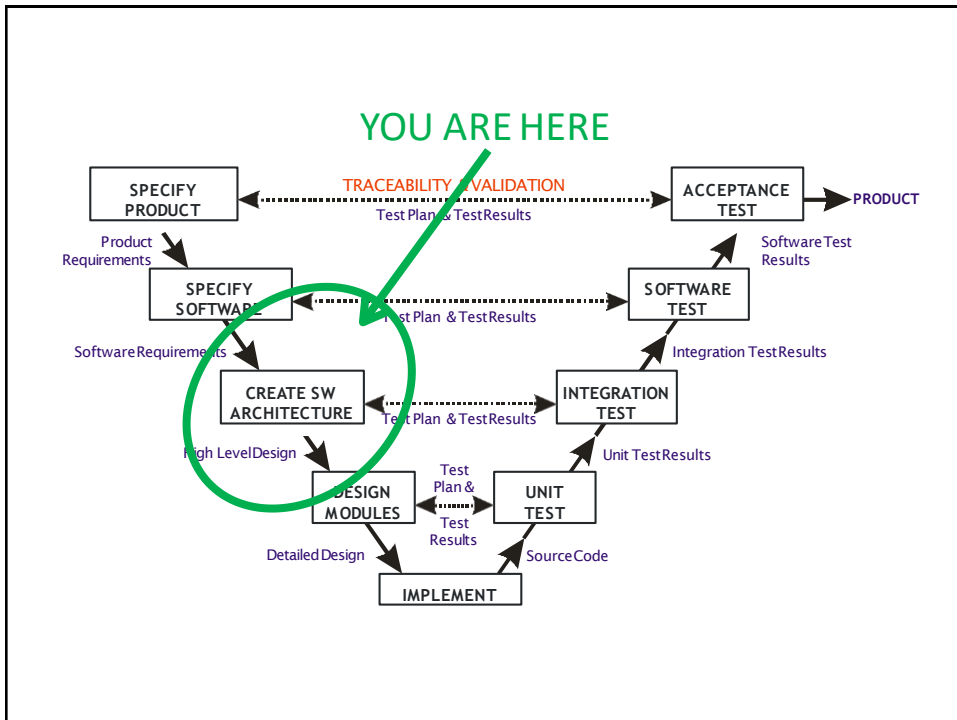 YOU ARE HERE
SPECIFY
PRODUCT
TRACEABILITY & VALIDATION
Test Plan & Test Results
ACCEPTANCE
TEST
PRODUCT
Product
Requirements
Software Test
Results
SPECIFY
SOFTWARE
Test Plan & Test Results
SOFTWARE
TEST
Software Requirements
Integration Test Results
CREATE SW
ARCHITECTURE
Test Plan & Test Results
INTEGRATION
TEST
High Level Design
Unit Test Results
DESIGN
MODULES
Test
Plan &
Test
Results
UNIT
TEST
Detailed Design
Source Code
IMPLEMENT